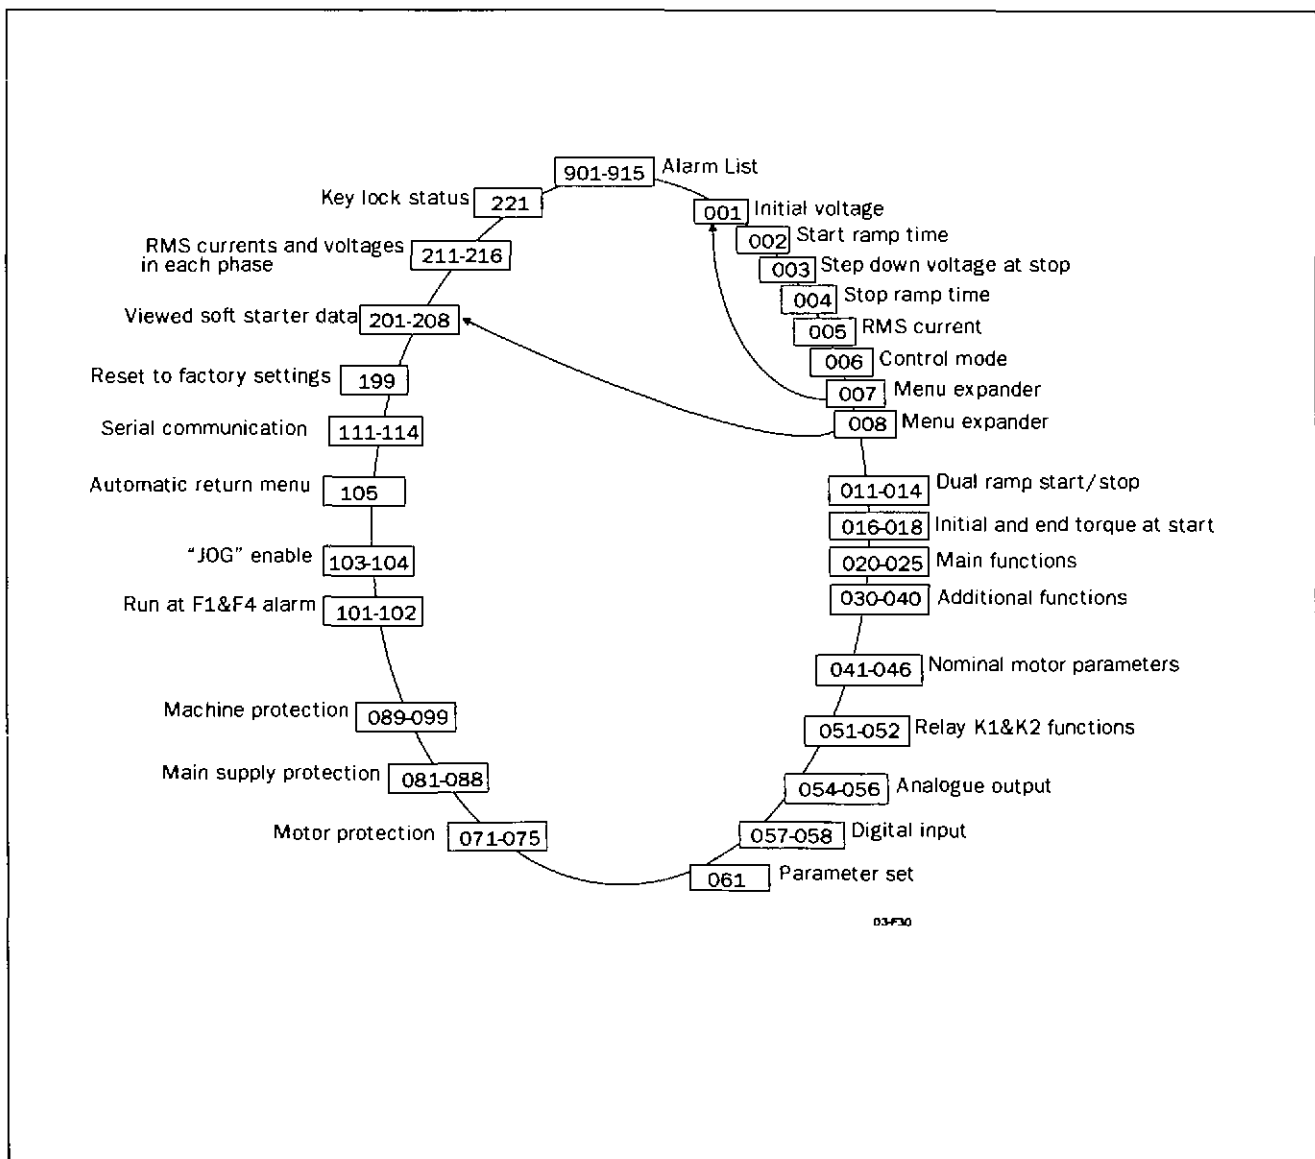 901-915 Alarm List
Key lock status 221
001 Initial voltage
002 Start ramp time
RMS currents and voltages
in each phase
211-216
003 Step down voltage at stop
004 Stop ramp time
Viewed soft starter data 201-208
005 RMS current
006 Control mode
Reset to factory settings 199
007 Menu expander
008 Menu expander
Serial communication 111-114
Automatic return menu 105
011-014 Dual ramp start/stop
016-018 Initial and end torque at start
"JOG" enable 103-104
020-025 Main functions
Run at F1&F4 alarm 101-102
030-040 Additional functions
041-046 Nominal motor parameters
Machine protection 089-099
051-052 Relay K1&K2 functions
Main supply protection 081-088
054-056 Analogue output
Motor protection 071-075
057-058 Digital input
061 Parameter set
03-F30